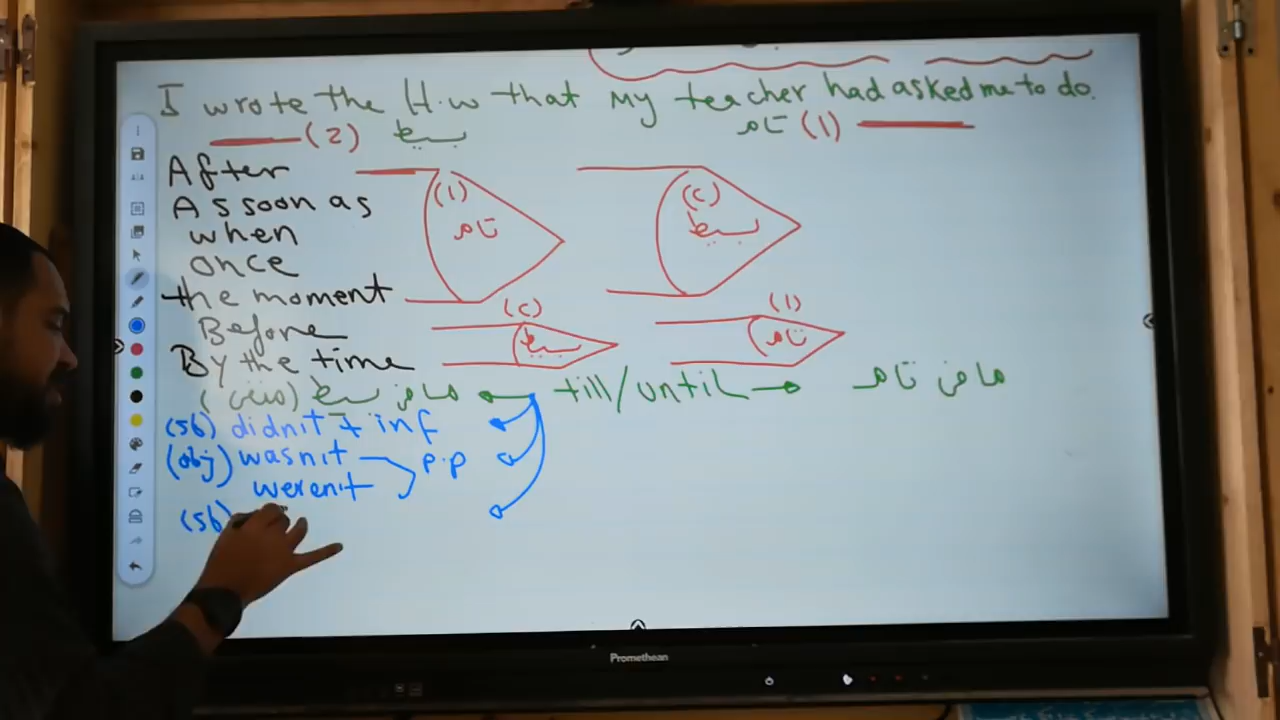 I wrote the H.w that My teacher had asked me to do.
(2) بسيط تام (1)
After
As soon as (1) تام (2) بسيط
when
once
the moment
Before (2) بسيط (1) تام
By the time
(منفي) ماضي بسيط till/until ماضي تام
(sb) didn't + inf
(obj) wasn't p.p
weren't
(sb)
Promethean